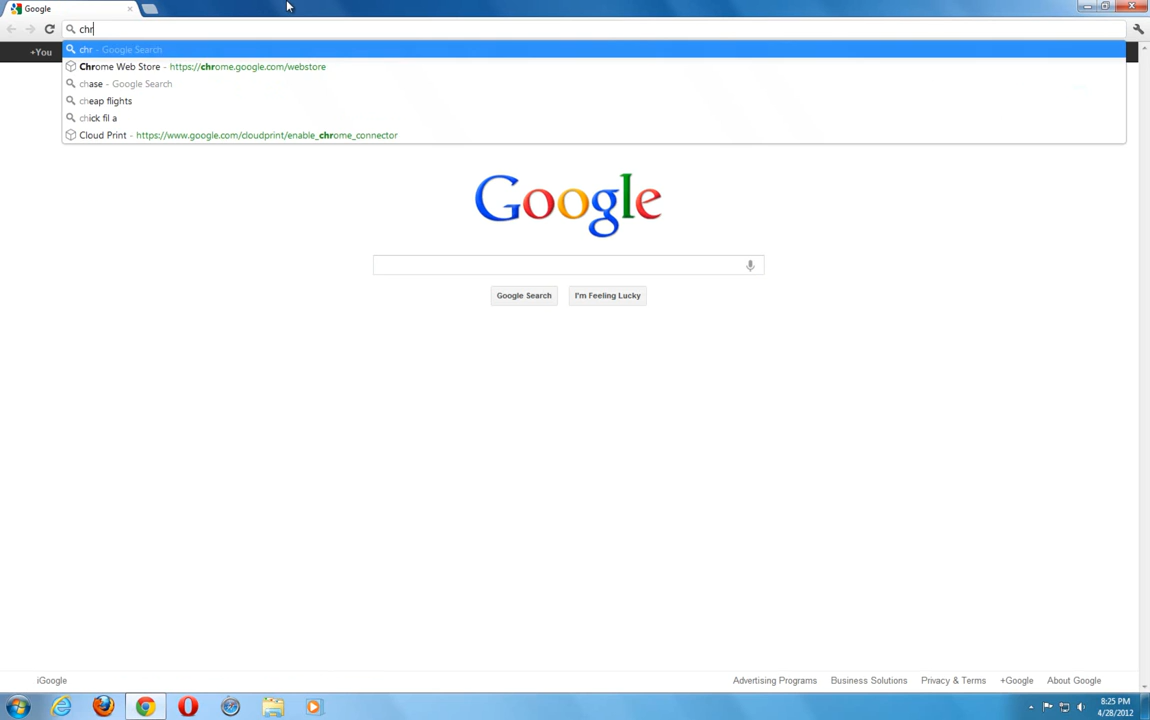 Google
chr
+You
chr - Google Search
Chrome Web Store - https://chrome.google.com/webstore
chase - Google Search
cheap flights
chick fil a
Cloud Print - https://www.google.com/cloudprint/enable_chrome_connector
Google
Google Search I'm Feeling Lucky
iGoogle Advertising Programs Business Solutions Privacy & Terms +Google About Google
8:25 PM
4/28/2012